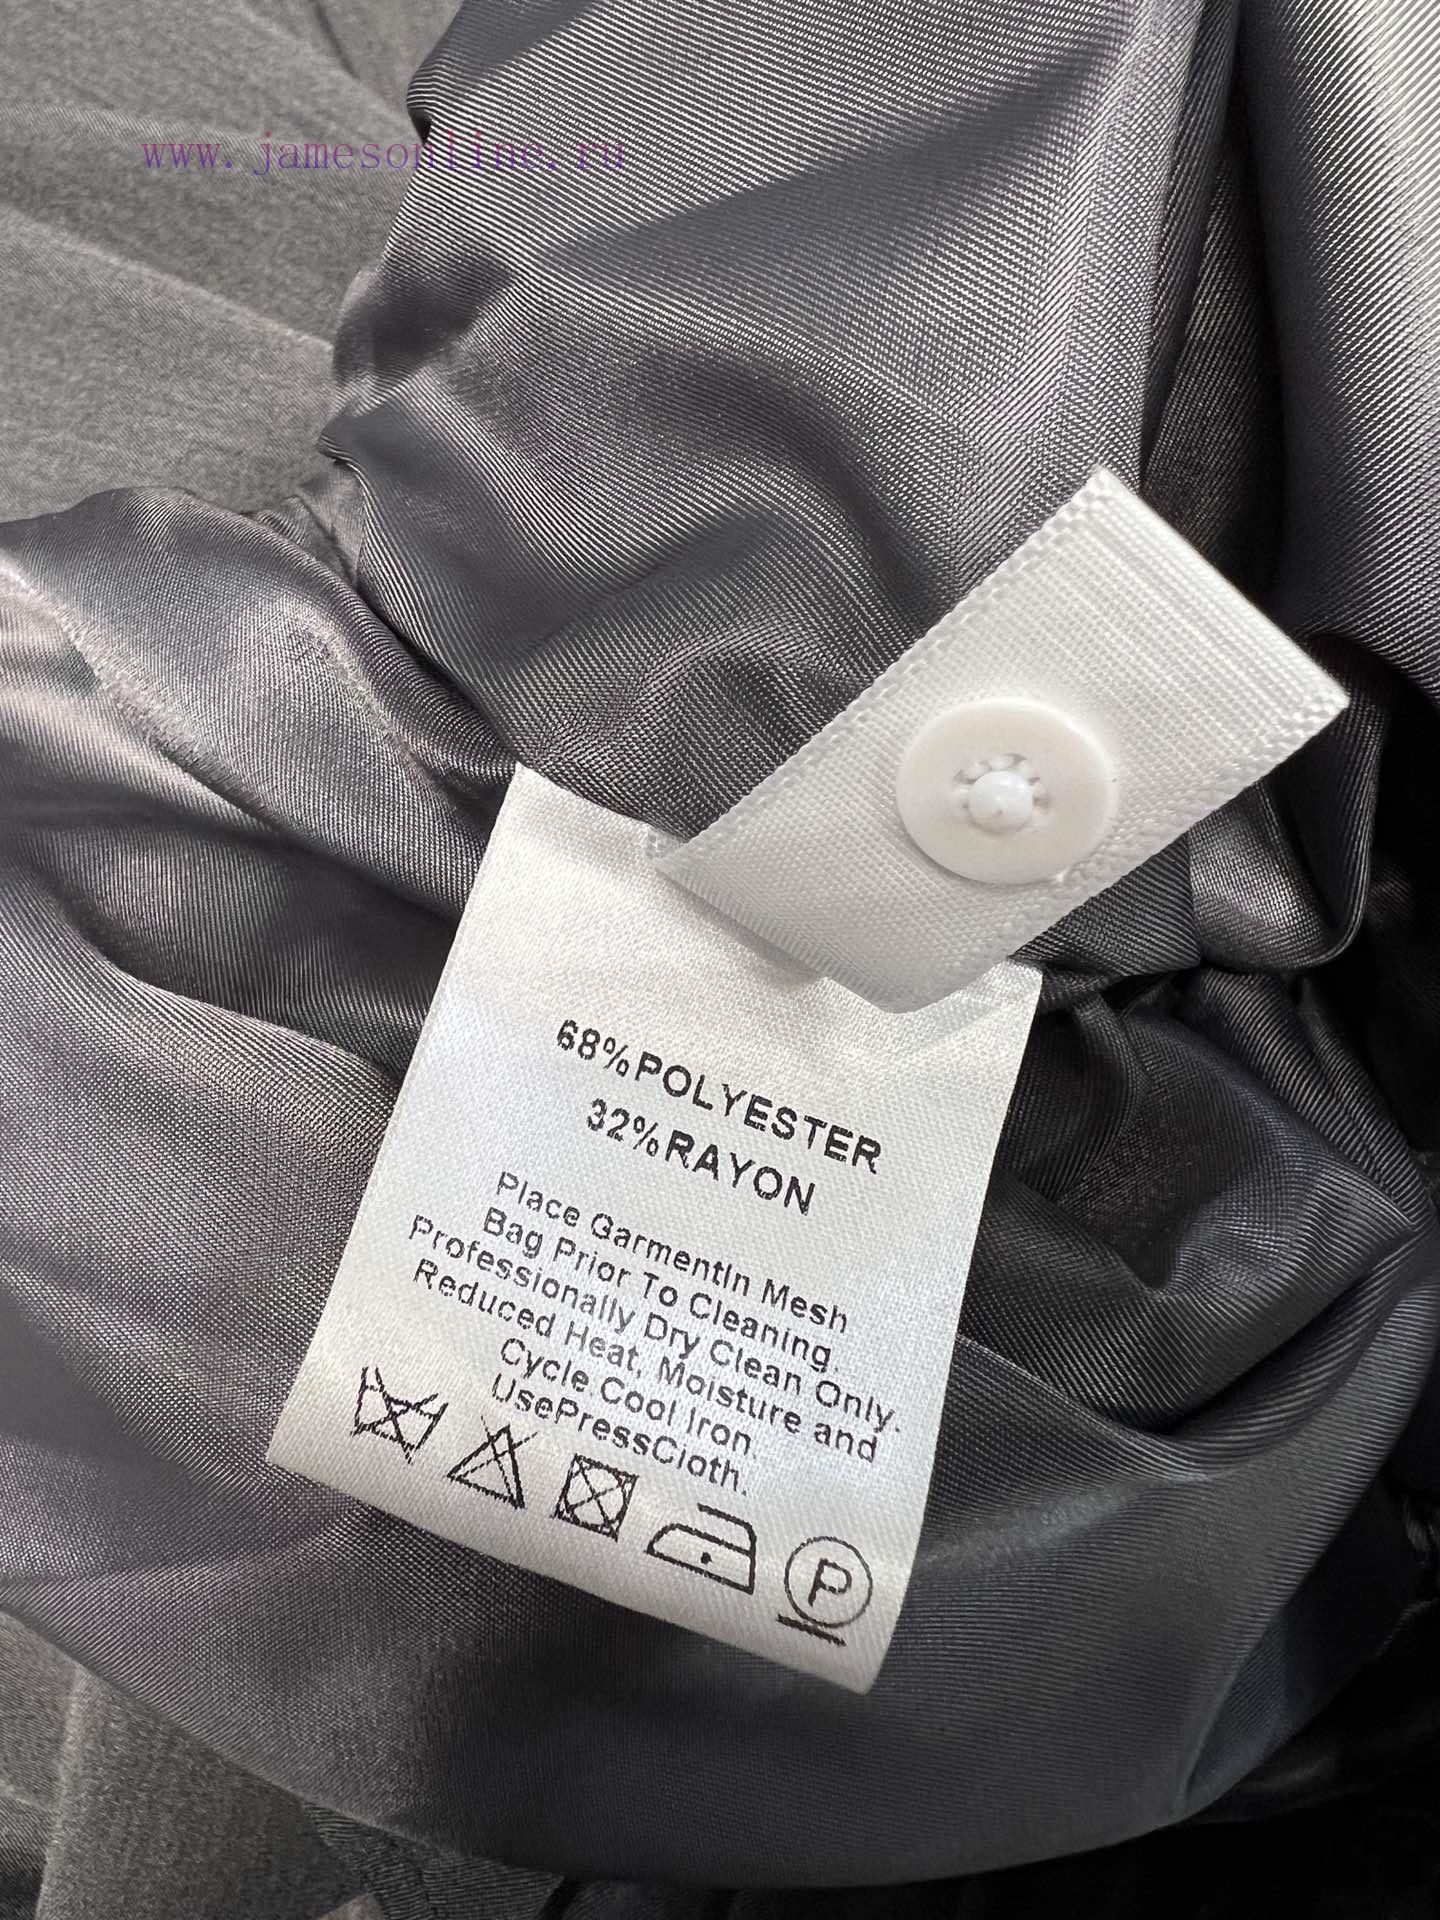 www.jamesonline.ru
68%POLYESTER
32%RAYON
Place GarmentIn Mesh
Bag Prior To Cleaning.
Professionally Dry Clean Only.
Reduced Heat, Moisture and
Cycle.Cool Iron.
UsePressCloth.
P